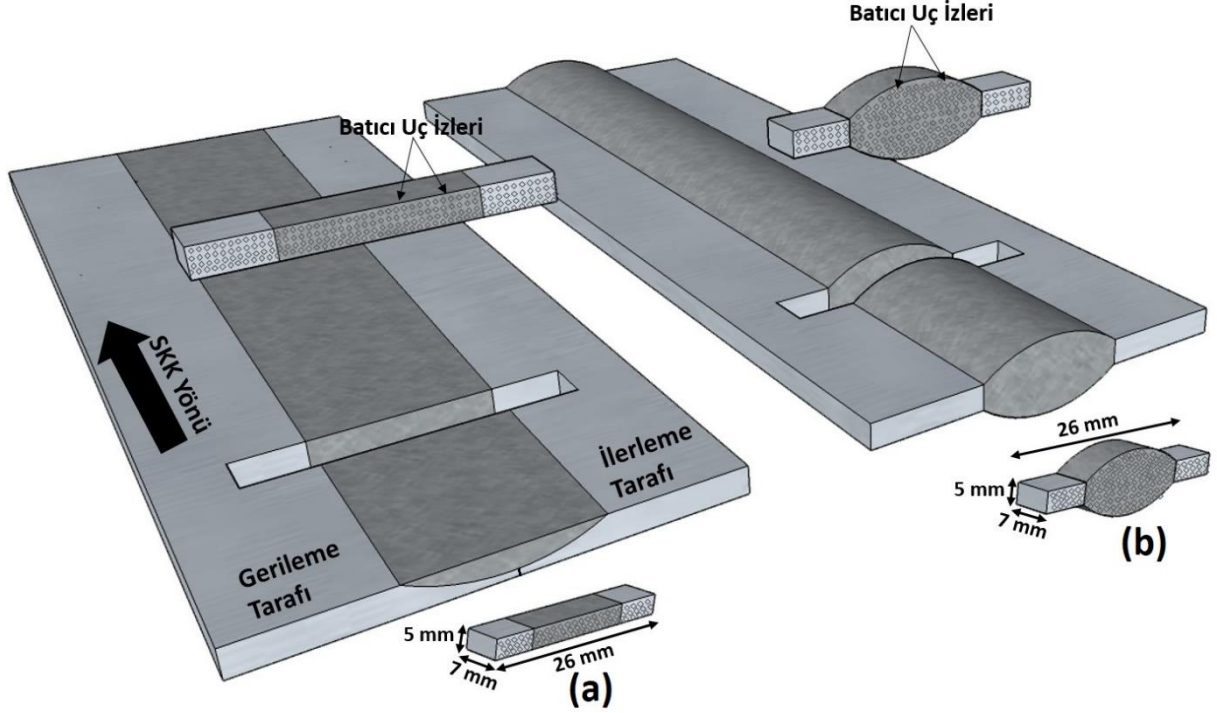 Batıcı Uç İzleri
Batıcı Uç İzleri
SKK Yönü
İlerleme
Tarafı
Gerileme
Tarafı
5 mm
7 mm
26 mm
(a)
26 mm
5 mm
7 mm
(b)